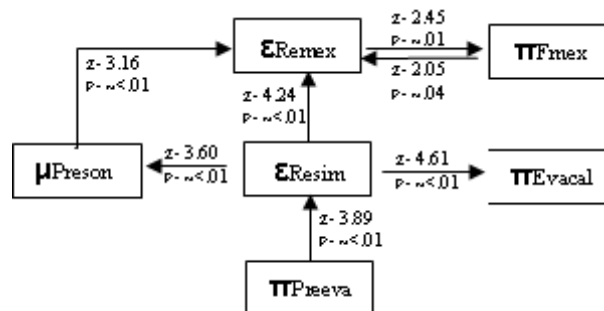 z- 2.45
p- ~.01
z- 3.16
p- ~<.01
εRemex
πFmex
z- 2.05
p- ~.04
z- 4.24
p- ~<.01
μPreson
z- 3.60
p- ~<.01
εResim
z- 4.61
p- ~<.01
πEvacal
z- 3.89
p- ~<.01
πPreeva